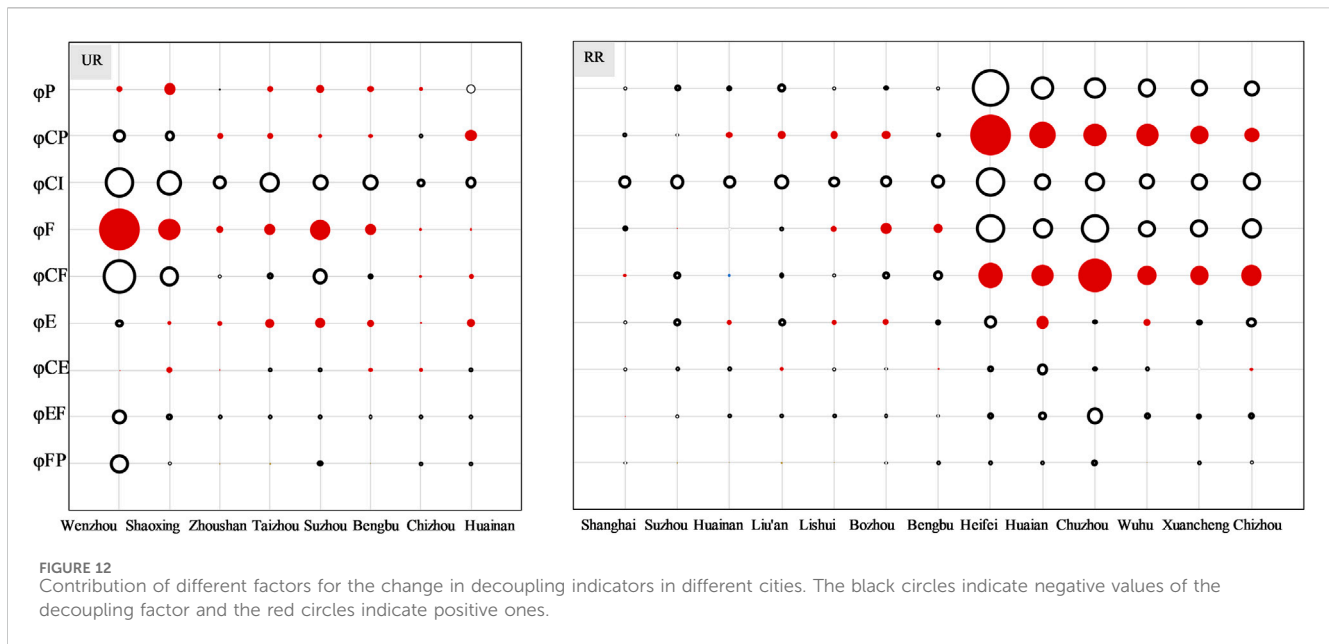 UR
RR
φP
φCP
φCI
φF
φCF
φE
φCE
φEF
φFP
Wenzhou Shaoxing Zhoushan Taizhou Suzhou Bengbu Chizhou Huainan
Shanghai Suzhou Huainan Liu'an Lishui Bozhou Bengbu Heifei Huaian Chuzhou Wuhu Xuancheng Chizhou
FIGURE 12
Contribution of different factors for the change in decoupling indicators in different cities. The black circles indicate negative values of the
decoupling factor and the red circles indicate positive ones.